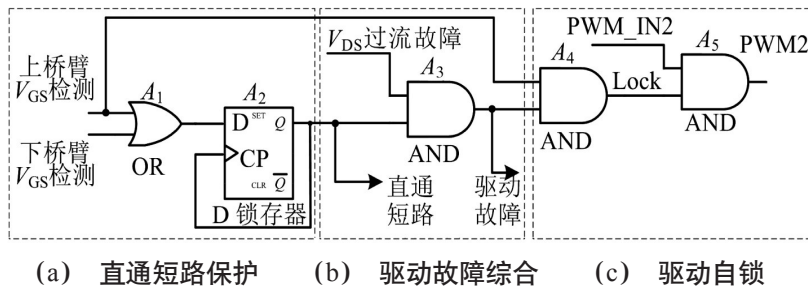 上桥臂
V_GS检测
下桥臂
V_GS检测
A1
OR
A2
D SET Q
CP
CLR Q̅
D 锁存器
V_DS过流故障
A3
AND
直通
短路
驱动
故障
A4
AND
Lock
PWM_IN2
A5
AND
PWM2
(a) 直通短路保护
(b) 驱动故障综合
(c) 驱动自锁